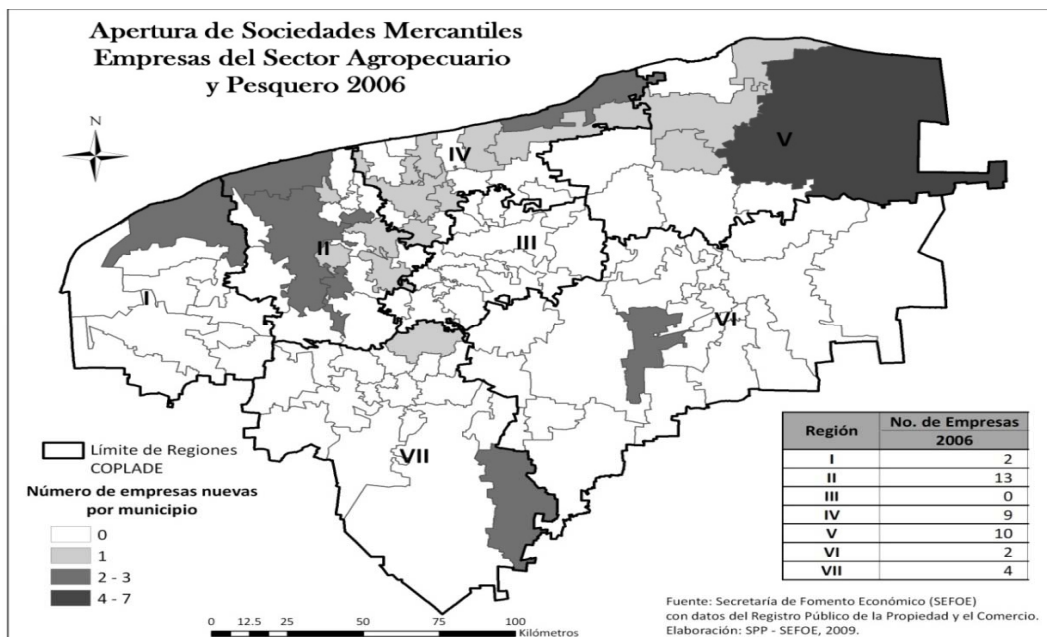 Apertura de Sociedades Mercantiles
Empresas del Sector Agropecuario
y Pesquero 2006
N
V
IV
II
III
I
VI
VII
Límite de Regiones
COPLADE
Número de empresas nuevas
por municipio
0
1
2 - 3
4 - 7
0 12.5 25 50 75 100
Kilómetros
Región No. de Empresas
2006
I 2
II 13
III 0
IV 9
V 10
VI 2
VII 4
Fuente: Secretaría de Fomento Económico (SEFOE)
con datos del Registro Público de la Propiedad y el Comercio.
Elaboración: SPP - SEFOE, 2009.